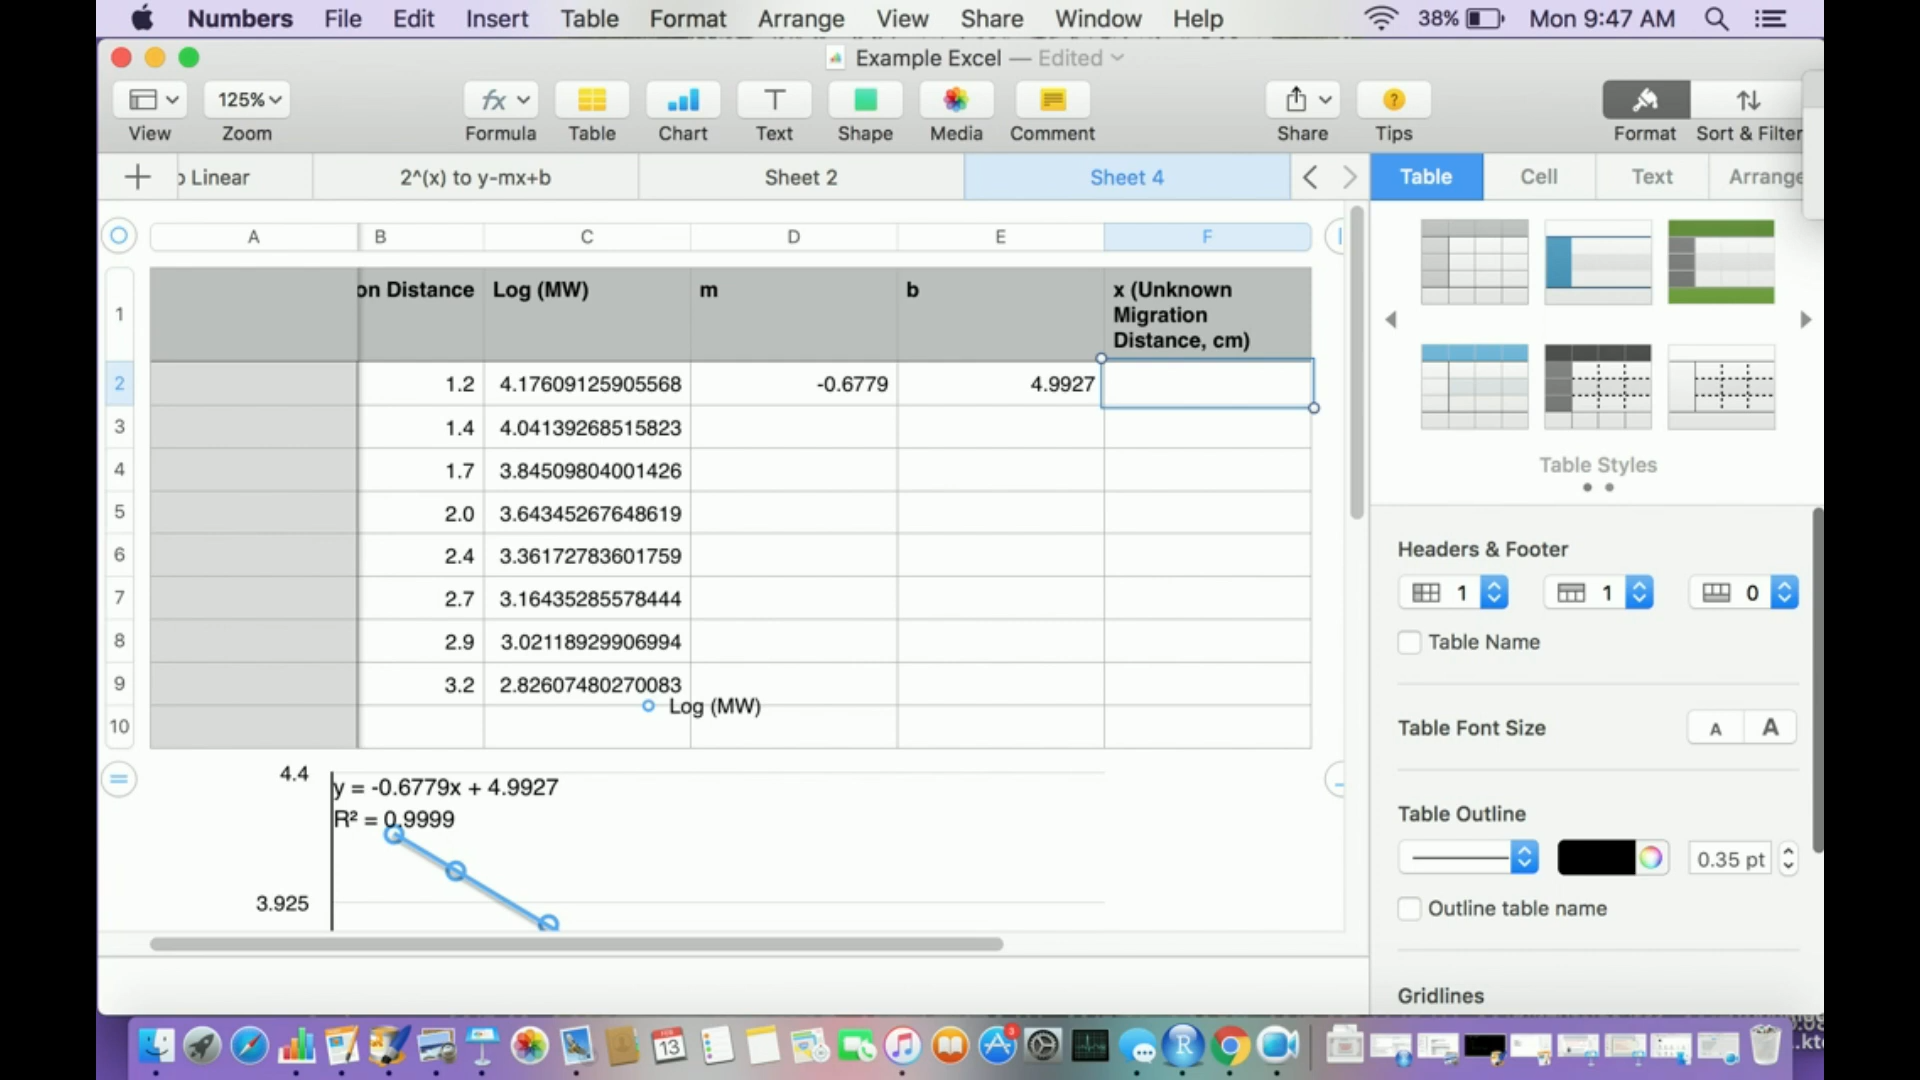 Numbers File Edit Insert Table Format Arrange View Share Window Help 38% Mon 9:47 AM
Example Excel — Edited
125%
View Zoom Formula Table Chart Text Shape Media Comment Share Tips Format Sort & Filter
Linear 2^(x) to y-mx+b Sheet 2 Sheet 4 Table Cell Text Arrange
A B C D E F
1 on Distance Log (MW) m b x (Unknown
Migration
Distance, cm)
2 1.2 4.17609125905568 -0.6779 4.9927
3 1.4 4.04139268515823
4 1.7 3.84509804001426
5 2.0 3.64345267648619
6 2.4 3.36172783601759
7 2.7 3.16435285578444
8 2.9 3.02118929906994
9 3.2 2.82607480270083
Log (MW)
10
4.4
y = -0.6779x + 4.9927
R² = 0.9999
3.925
Table Styles
Headers & Footer
1 1 0
Table Name
Table Font Size A A
Table Outline
0.35 pt
Outline table name
Gridlines
FEB
13
3
R